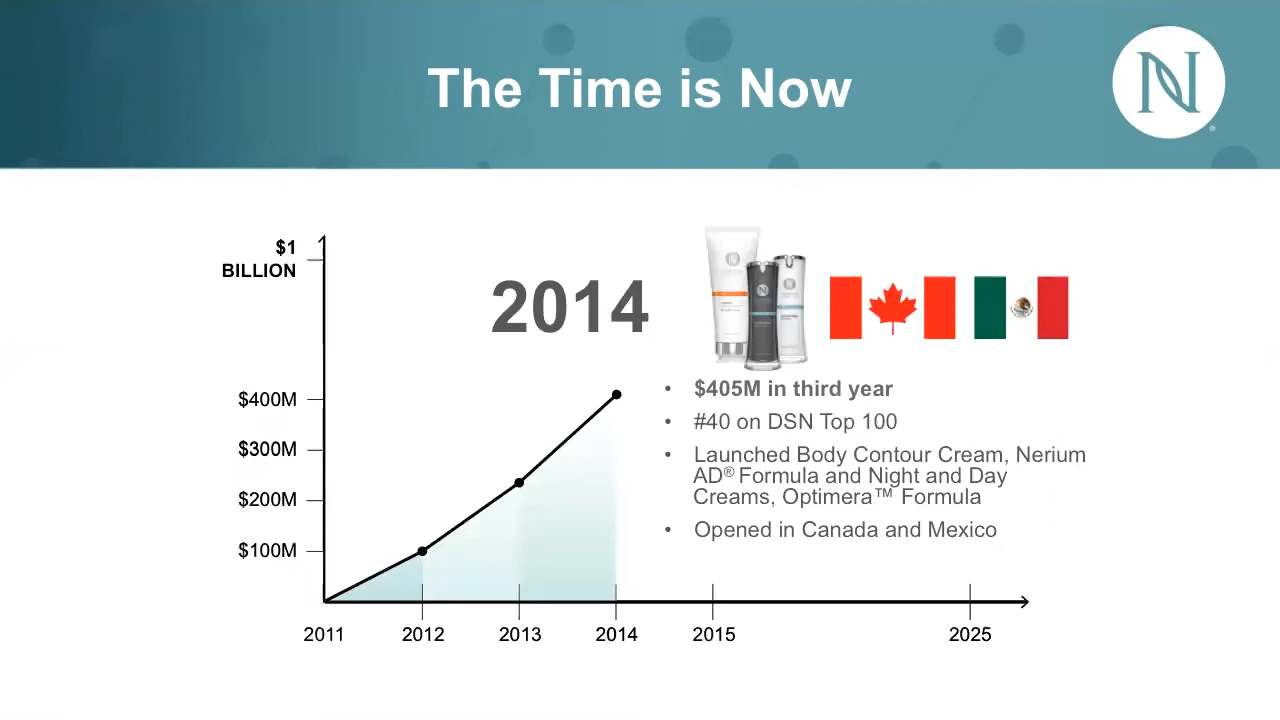 The Time is Now
N
®
$1
BILLION
$400M
$300M
$200M
$100M
2011
2012
2013
2014
2015
2025
2014
• $405M in third year
• #40 on DSN Top 100
• Launched Body Contour Cream, Nerium
AD® Formula and Night and Day
Creams, Optimera™ Formula
• Opened in Canada and Mexico